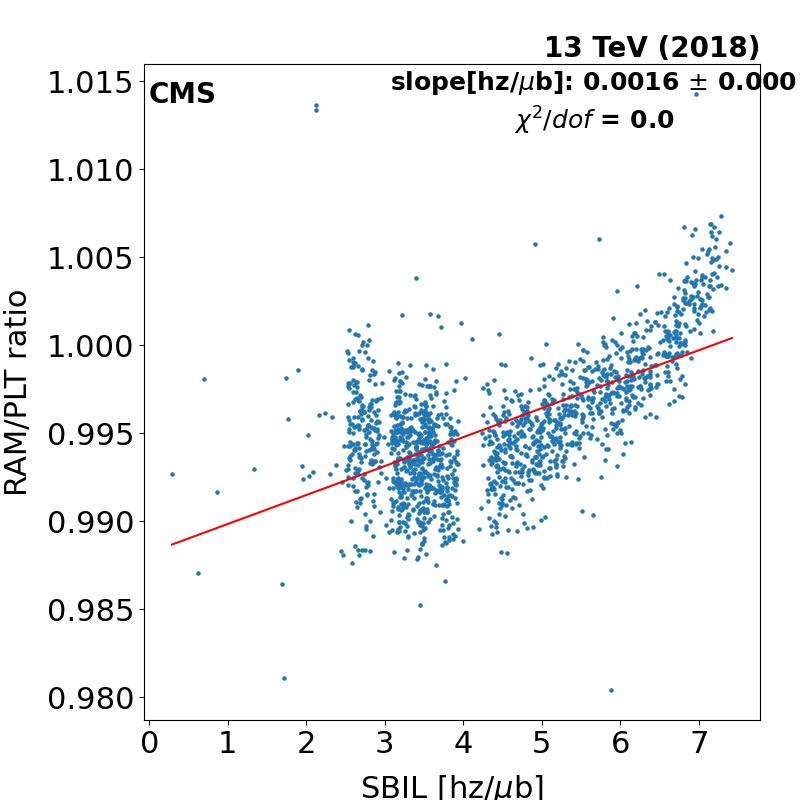 13 TeV (2018)
CMS
slope[hz/μb]: 0.0016 ± 0.000
χ²/dof = 0.0
1.015
1.010
1.005
1.000
0.995
0.990
0.985
0.980
RAM/PLT ratio
0 1 2 3 4 5 6 7
SBIL [hz/μb]